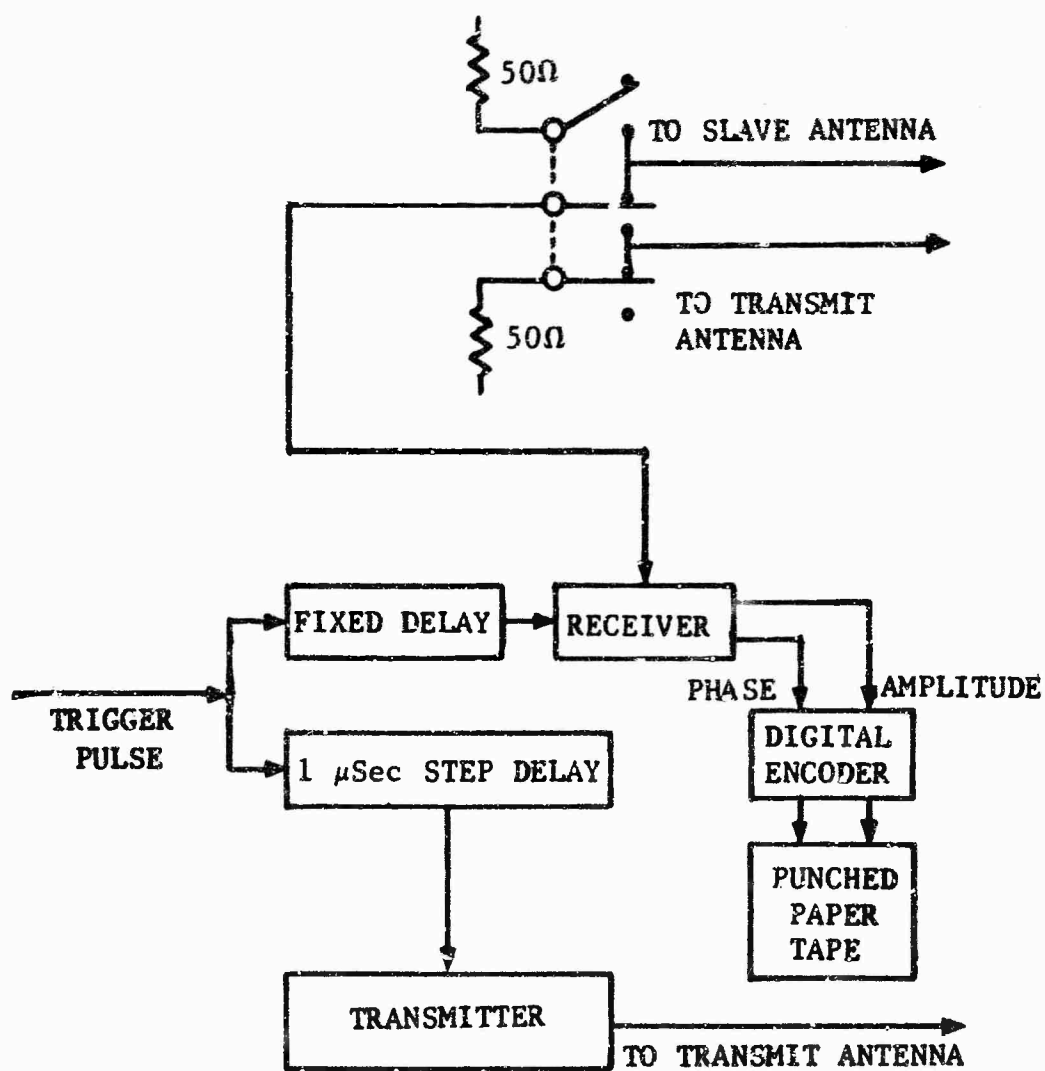 50Ω
TO SLAVE ANTENNA
50Ω
TO TRANSMIT
ANTENNA
FIXED DELAY
RECEIVER
PHASE
AMPLITUDE
TRIGGER
PULSE
1 μSec STEP DELAY
DIGITAL
ENCODER
PUNCHED
PAPER
TAPE
TRANSMITTER
TO TRANSMIT ANTENNA